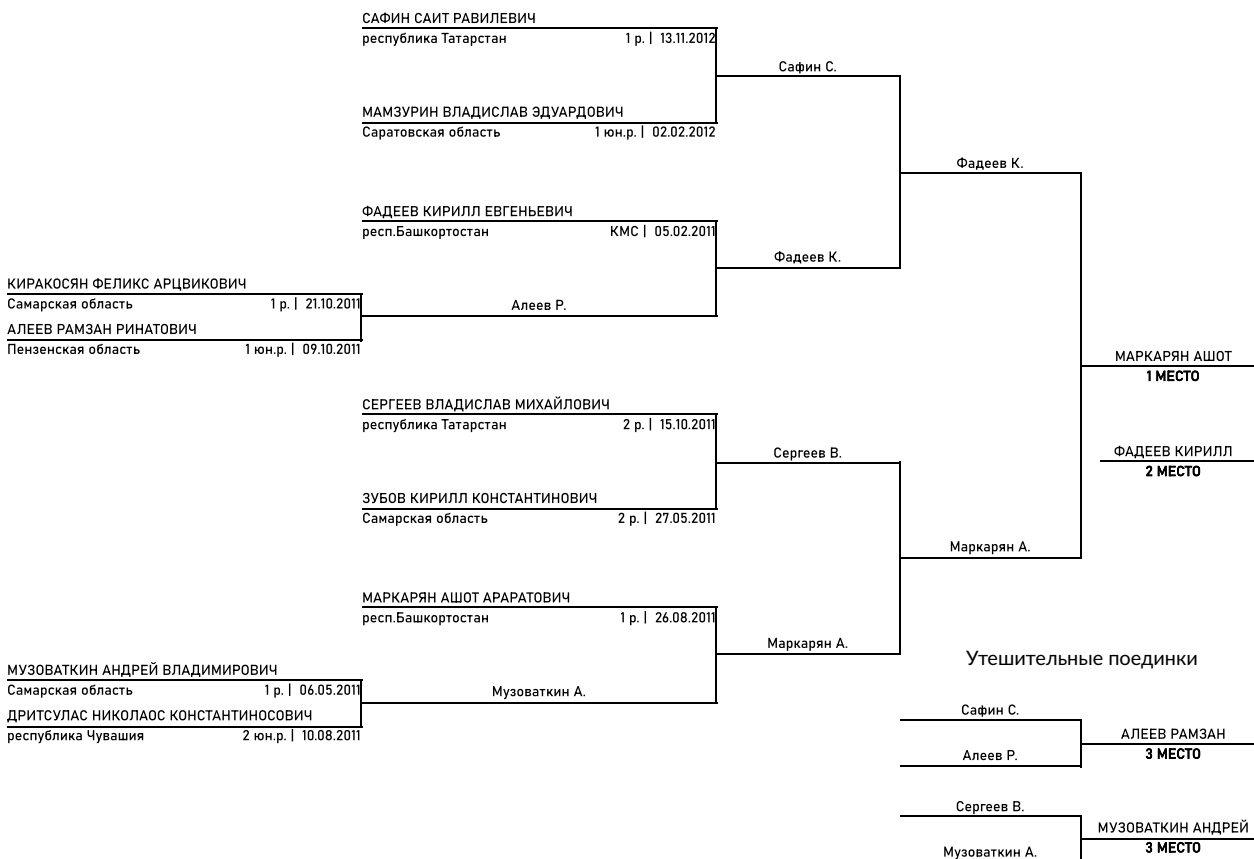 САФИН САИТ РАВИЛЕВИЧ
республика Татарстан 1 р. | 13.11.2012
Сафин С.
МАМЗУРИН ВЛАДИСЛАВ ЭДУАРДОВИЧ
Саратовская область 1 юн.р. | 02.02.2012
Фадеев К.
ФАДЕЕВ КИРИЛЛ ЕВГЕНЬЕВИЧ
респ.Башкортостан КМС | 05.02.2011
Фадеев К.
КИРАКОСЯН ФЕЛИКС АРЦВИКОВИЧ
Самарская область 1 р. | 21.10.2011
Алеев Р.
АЛЕЕВ РАМЗАН РИНАТОВИЧ
Пензенская область 1 юн.р. | 09.10.2011
МАРКАРЯН АШОТ
1 МЕСТО
СЕРГЕЕВ ВЛАДИСЛАВ МИХАЙЛОВИЧ
республика Татарстан 2 р. | 15.10.2011
Сергеев В.
ФАДЕЕВ КИРИЛЛ
2 МЕСТО
ЗУБОВ КИРИЛЛ КОНСТАНТИНОВИЧ
Самарская область 2 р. | 27.05.2011
Маркарян А.
МАРКАРЯН АШОТ АРАРАТОВИЧ
респ.Башкортостан 1 р. | 26.08.2011
Маркарян А.
МУЗОВАТКИН АНДРЕЙ ВЛАДИМИРОВИЧ
Самарская область 1 р. | 06.05.2011
Музоваткин А.
ДРИТСУЛАС НИКОЛАОС КОНСТАНТИНОСОВИЧ
республика Чувашия 2 юн.р. | 10.08.2011
Утешительные поединки
Сафин С.
АЛЕЕВ РАМЗАН
3 МЕСТО
Алеев Р.
Сергеев В.
МУЗОВАТКИН АНДРЕЙ
3 МЕСТО
Музоваткин А.